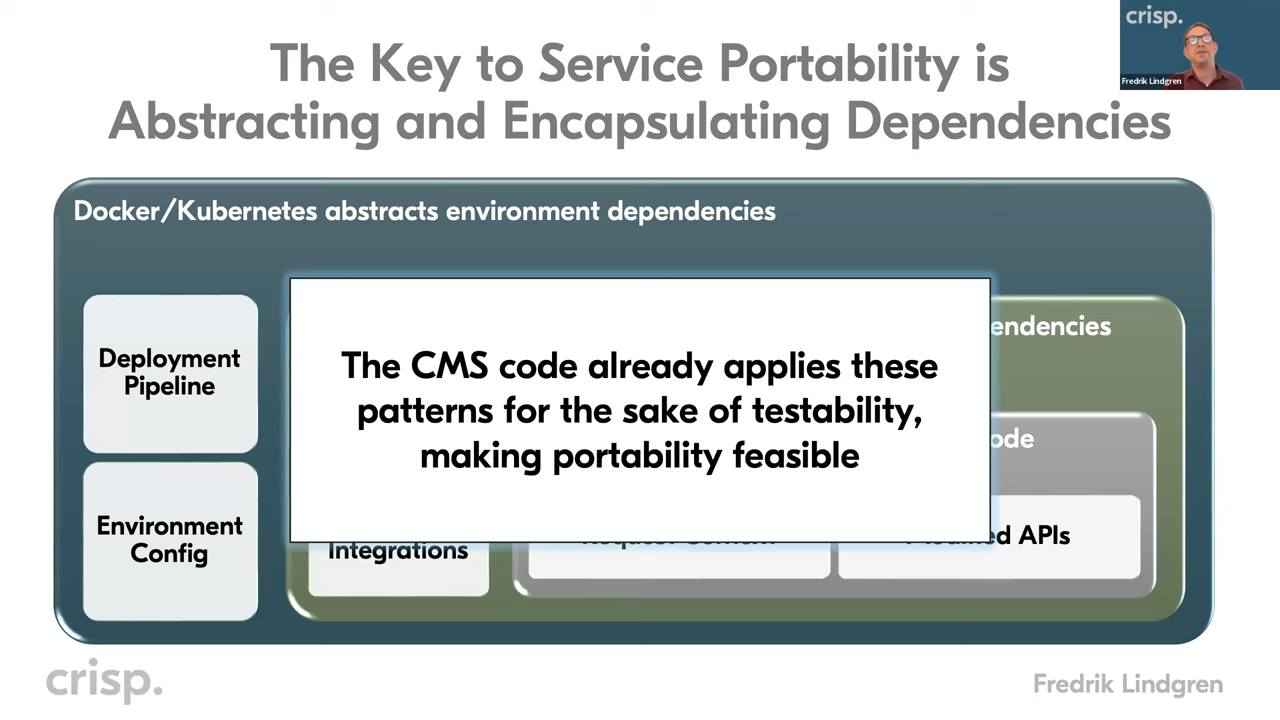 crisp.
Fredrik Lindgren
The Key to Service Portability is
Abstracting and Encapsulating Dependencies
Docker/Kubernetes abstracts environment dependencies
Deployment
Pipeline
endencies
The CMS code already applies these
patterns for the sake of testability,
making portability feasible
ode
Environment
Config
Integrations
d APIs
crisp.
Fredrik Lindgren